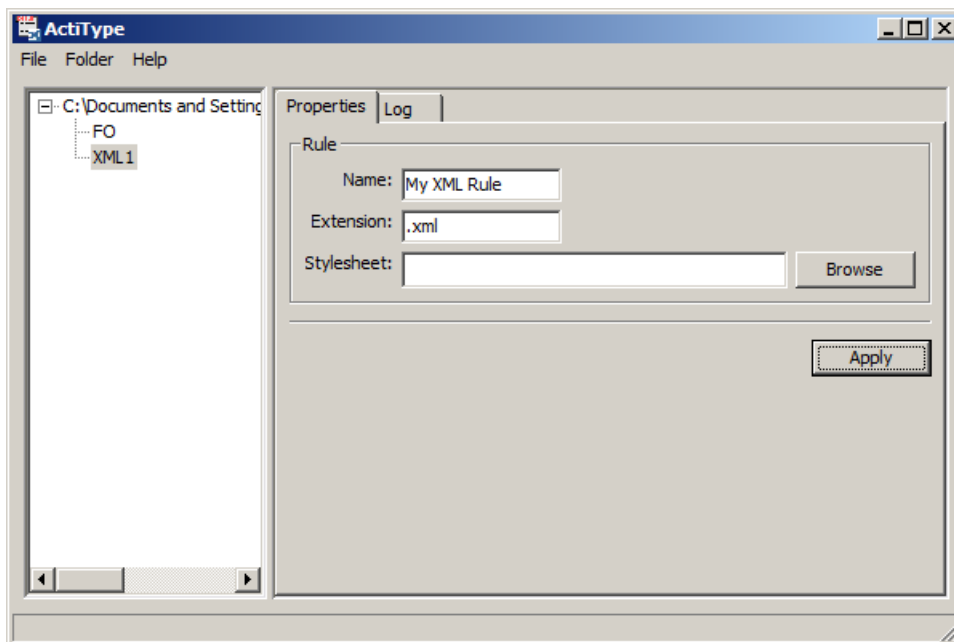 ActiType
File Folder Help
C:\Documents and Setting
FO
XML1
Properties Log
Rule
Name: My XML Rule
Extension: .xml
Stylesheet: Browse
Apply